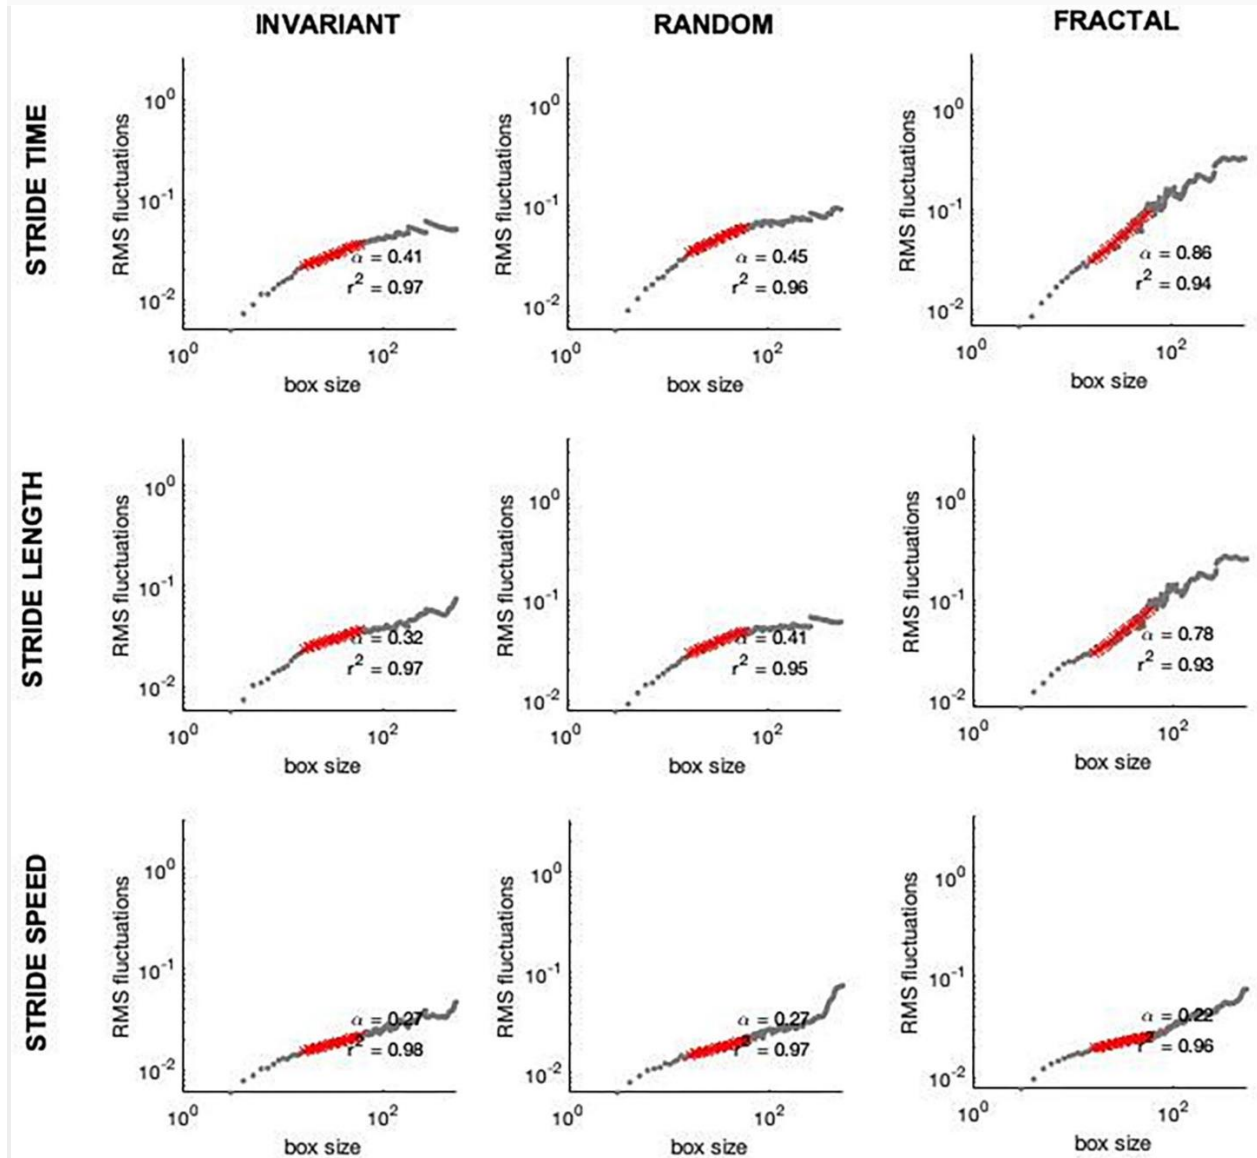 INVARIANT RANDOM FRACTAL
STRIDE TIME
RMS fluctuations
10^0
10^-1
10^-2
α = 0.41
r^2 = 0.97
10^0 10^2
box size
RMS fluctuations
10^0
10^-1
10^-2
α = 0.45
r^2 = 0.96
10^0 10^2
box size
RMS fluctuations
10^0
10^-1
10^-2
α = 0.86
r^2 = 0.94
10^0 10^2
box size
STRIDE LENGTH
RMS fluctuations
10^0
10^-1
10^-2
α = 0.32
r^2 = 0.97
10^0 10^2
box size
RMS fluctuations
10^0
10^-1
10^-2
α = 0.41
r^2 = 0.95
10^0 10^2
box size
RMS fluctuations
10^0
10^-1
10^-2
α = 0.78
r^2 = 0.93
10^0 10^2
box size
STRIDE SPEED
RMS fluctuations
10^0
10^-1
10^-2
α = 0.27
r^2 = 0.98
10^0 10^2
box size
RMS fluctuations
10^0
10^-1
10^-2
α = 0.27
r^2 = 0.97
10^0 10^2
box size
RMS fluctuations
10^0
10^-1
10^-2
α = 0.22
r^2 = 0.96
10^0 10^2
box size